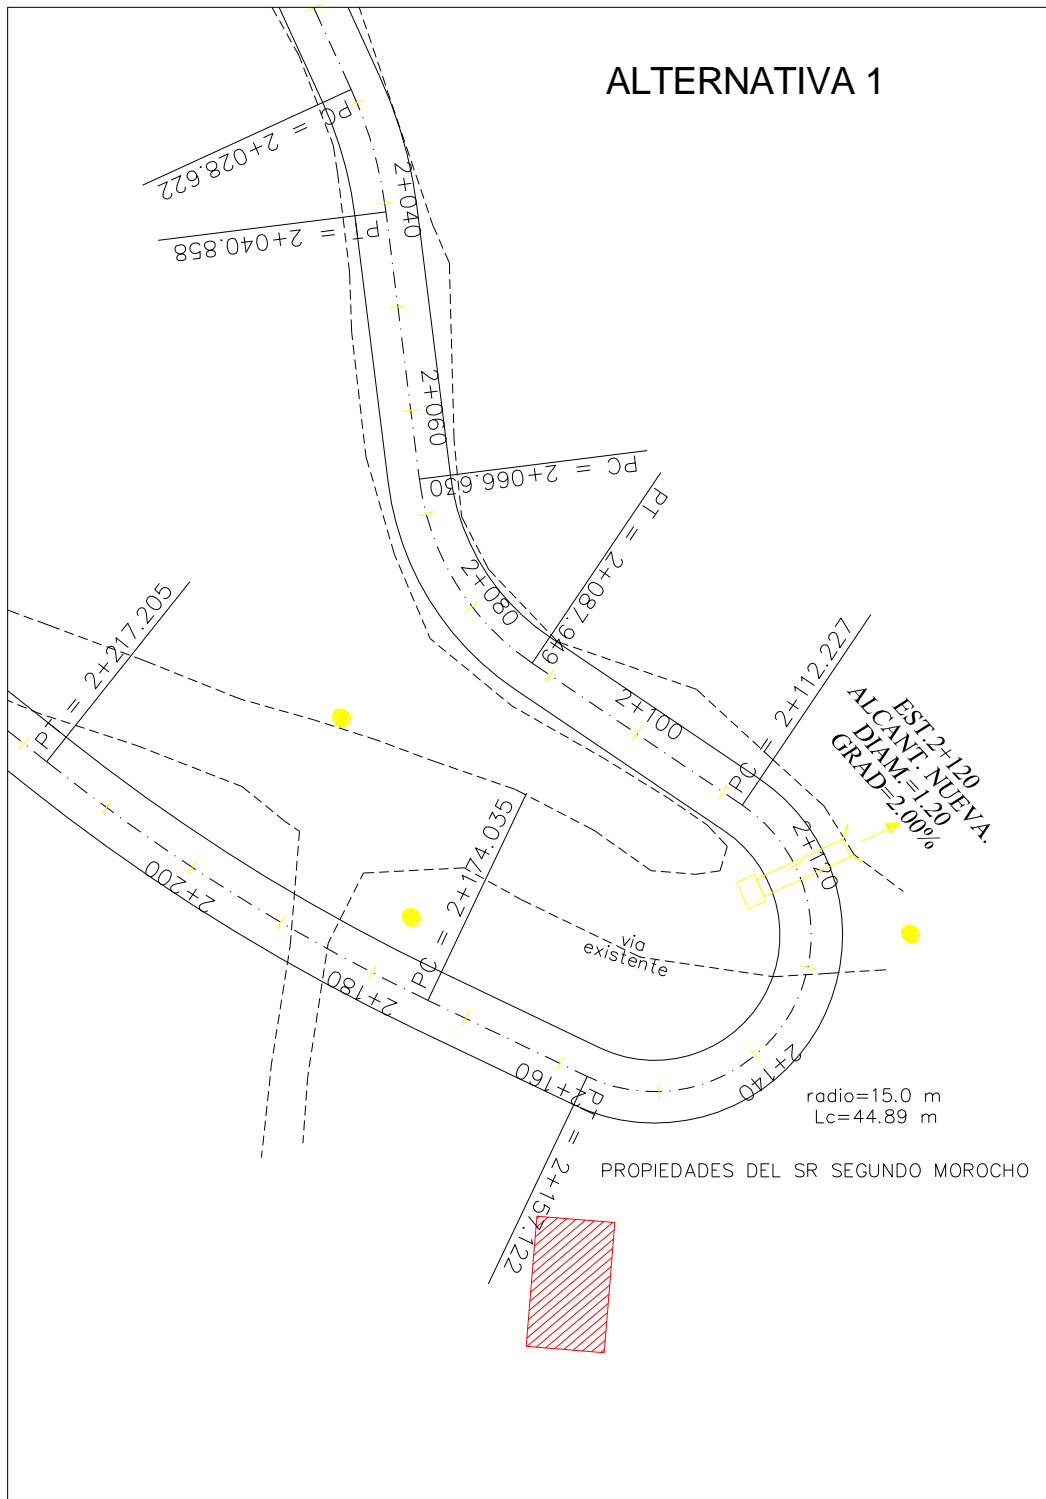 ALTERNATIVA 1
PC = 2+028.622
2+040
PT = 2+040.858
2+060
PC = 2+066.630
2+080
PT = 2+087.949
PT = 2+217.205
2+100
PC = 2+112.227
EST.2+120
ALCANT. NUEVA.
DIAM.=1.20
GRAD=2.00%
2+120
2+200
PC = 2+174.035
via
existente
2+180
2+160
2+140
radio=15.0 m
Lc=44.89 m
PT = 2+157.122
PROPIEDADES DEL SR SEGUNDO MOROCHO